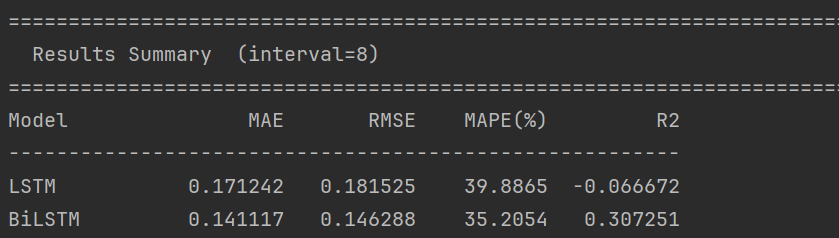 ======================================================================
Results Summary  (interval=8)
======================================================================
Model               MAE       RMSE    MAPE(%)         R2
--------------------------------------------------------
LSTM           0.171242   0.181525    39.8865  -0.066672
BiLSTM         0.141117   0.146288    35.2054   0.307251